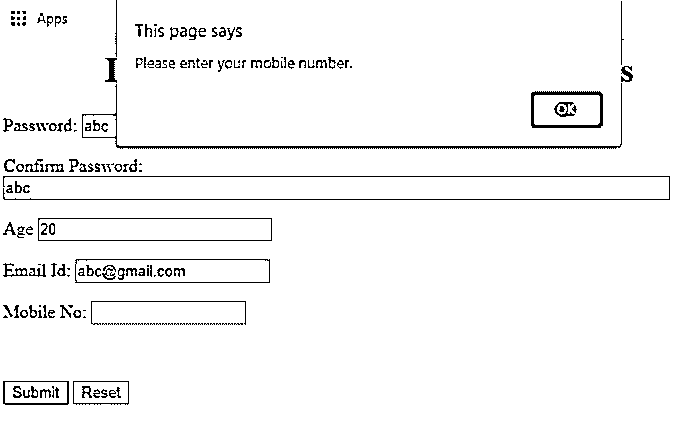 Apps
This page says
Please enter your mobile number.
OK
Password: abc
Confirm Password:
abc
Age 20
Email Id: abc@gmail.com
Mobile No:
Submit Reset